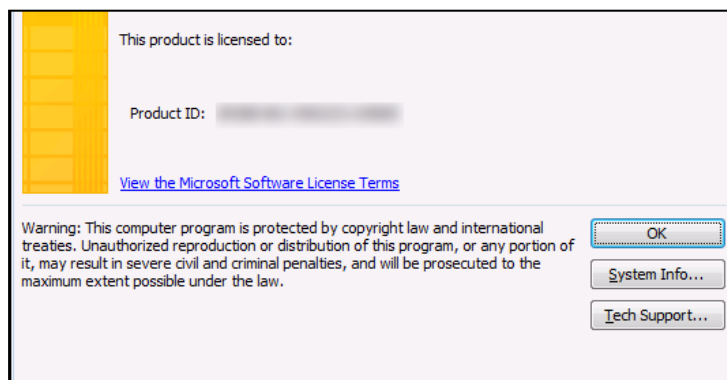 This product is licensed to:
Product ID:
View the Microsoft Software License Terms
Warning: This computer program is protected by copyright law and international
treaties. Unauthorized reproduction or distribution of this program, or any portion of
it, may result in severe civil and criminal penalties, and will be prosecuted to the
maximum extent possible under the law.
OK
System Info...
Tech Support...